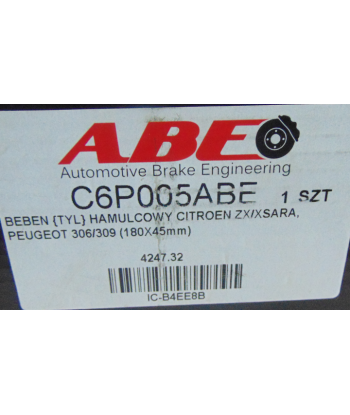 ABE
Automotive Brake Engineering
C6P005ABE 1 SZT
BEBEN {TYL} HAMULCOWY CITROEN ZX/XSARA,
PEUGEOT 306/309 (180X45mm)
4247.32
IC-B4EE8B